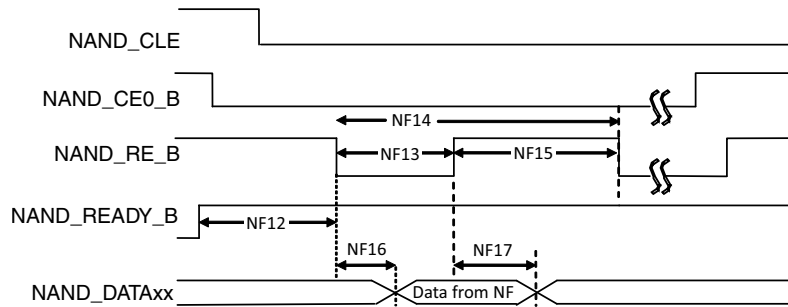 NAND_CLE
NAND_CE0_B
NF14
NAND_RE_B
NF13
NF15
NAND_READY_B
NF12
NF16
NF17
NAND_DATAxx
Data from NF